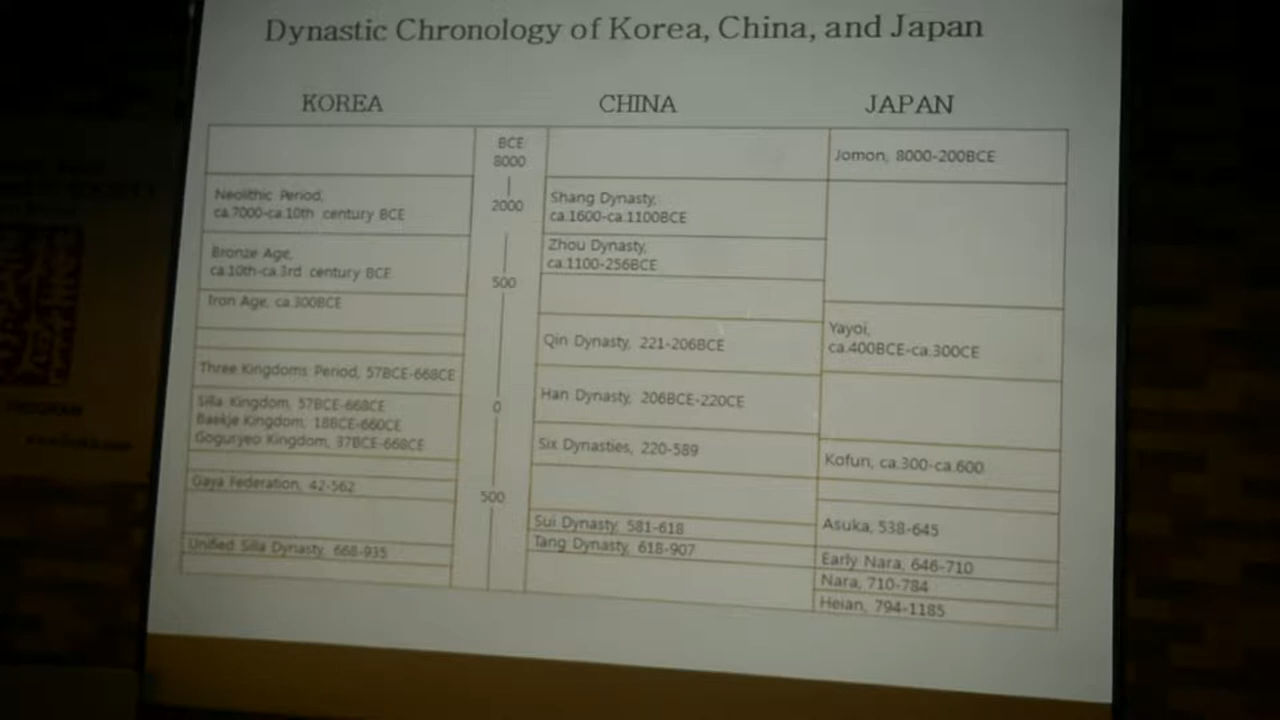 Dynastic Chronology of Korea, China, and Japan
KOREA
CHINA
JAPAN
BCE
8000
2000
500
0
500
Neolithic Period,
ca.7000-ca.10th century BCE
Bronze Age,
ca.10th-ca.3rd century BCE
Iron Age, ca.300BCE
Three Kingdoms Period, 57BCE-668CE
Silla Kingdom, 57BCE-668CE
Baekje Kingdom, 18BCE-660CE
Goguryeo Kingdom, 37BCE-668CE
Gaya Federation, 42-562
Unified Silla Dynasty, 668-935
Shang Dynasty,
ca.1600-ca.1100BCE
Zhou Dynasty,
ca.1100-256BCE
Qin Dynasty, 221-206BCE
Han Dynasty, 206BCE-220CE
Six Dynasties, 220-589
Sui Dynasty, 581-618
Tang Dynasty, 618-907
Jomon, 8000-200BCE
Yayoi,
ca.400BCE-ca.300CE
Kofun, ca.300-ca.600
Asuka, 538-645
Early Nara, 646-710
Nara, 710-784
Heian, 794-1185